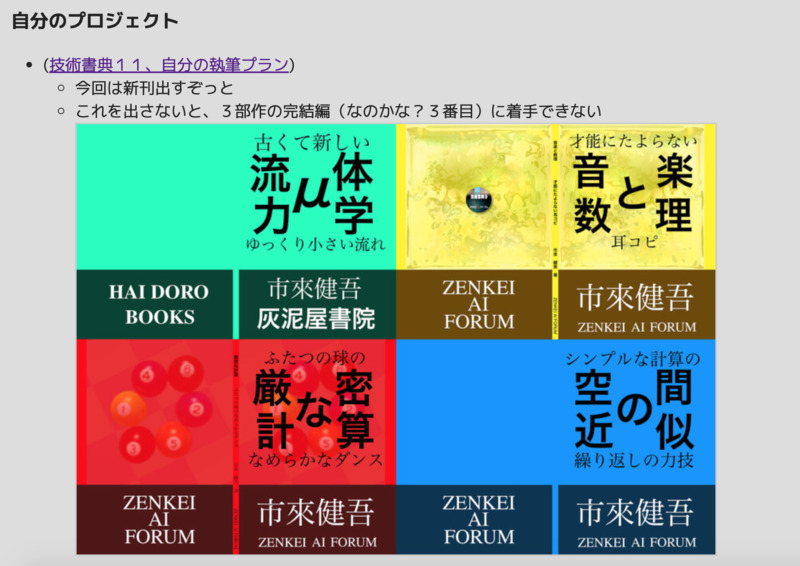 自分のプロジェクト
(技術書典１１、自分の執筆プラン)
今回は新刊出すぞっと
これを出さないと、３部作の完結編（なのかな？３番目）に着手できない
古くて新しい
流体
μ
力学
ゆっくり小さい流れ
HAI DORO
BOOKS
市來健吾
灰泥屋書院
才能にたよらない
音楽
と
数理
耳コピ
ZENKEI
AI
FORUM
市來健吾
ZENKEI AI FORUM
ふたつの球の
厳密
な
計算
なめらかなダンス
4
6
1
2
3
5
ZENKEI
AI
FORUM
市來健吾
ZENKEI AI FORUM
シンプルな計算の
空間
の
近似
繰り返しの力技
ZENKEI
AI
FORUM
市來健吾
ZENKEI AI FORUM